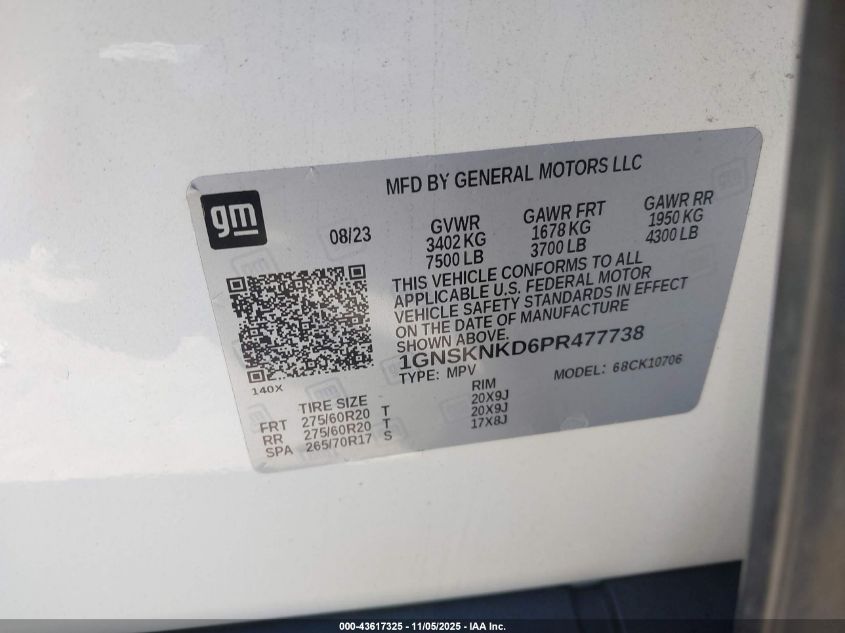 MFD BY GENERAL MOTORS LLC
gm
08/23
GVWR GAWR FRT GAWR RR
3402 KG 1678 KG 1950 KG
7500 LB 3700 LB 4300 LB
THIS VEHICLE CONFORMS TO ALL
APPLICABLE U.S. FEDERAL MOTOR
VEHICLE SAFETY STANDARDS IN EFFECT
ON THE DATE OF MANUFACTURE
SHOWN ABOVE.
1GNSKNKD6PR477738
TYPE: MPV MODEL: 68CK10706
140X
TIRE SIZE RIM
FRT 275/60R20 T 20X9J
RR 275/60R20 T 20X9J
SPA 265/70R17 S 17X8J
000-43617325 - 11/05/2025 - IAA Inc.